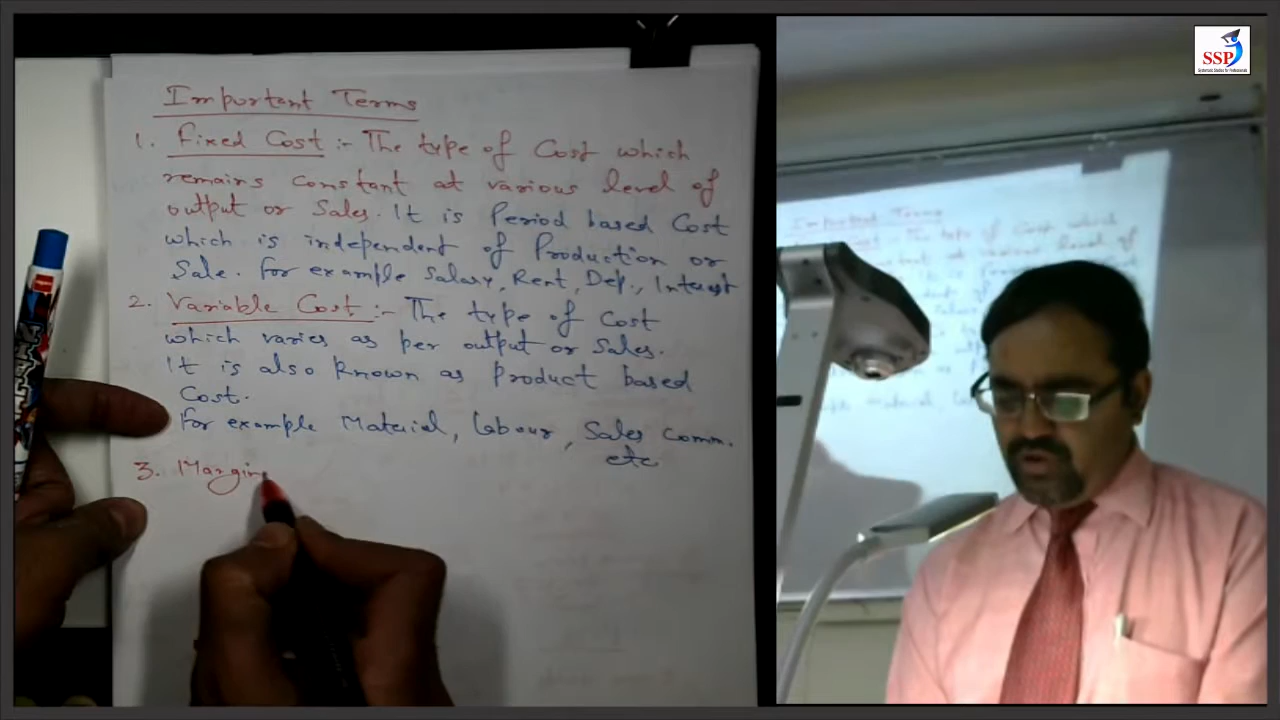 Important Terms
1. Fixed Cost :- The type of Cost which
remains constant at various level of
output or Sales. It is Period based Cost
which is independent of Production or
Sale. For example Salary, Rent, Dep., Interest
2. Variable Cost :- The type of Cost
which varies as per output or Sales.
It is also known as Product based
Cost.
For example Material, Labour, Sales Comm.
etc
3. Margin
SSP
Important Terms